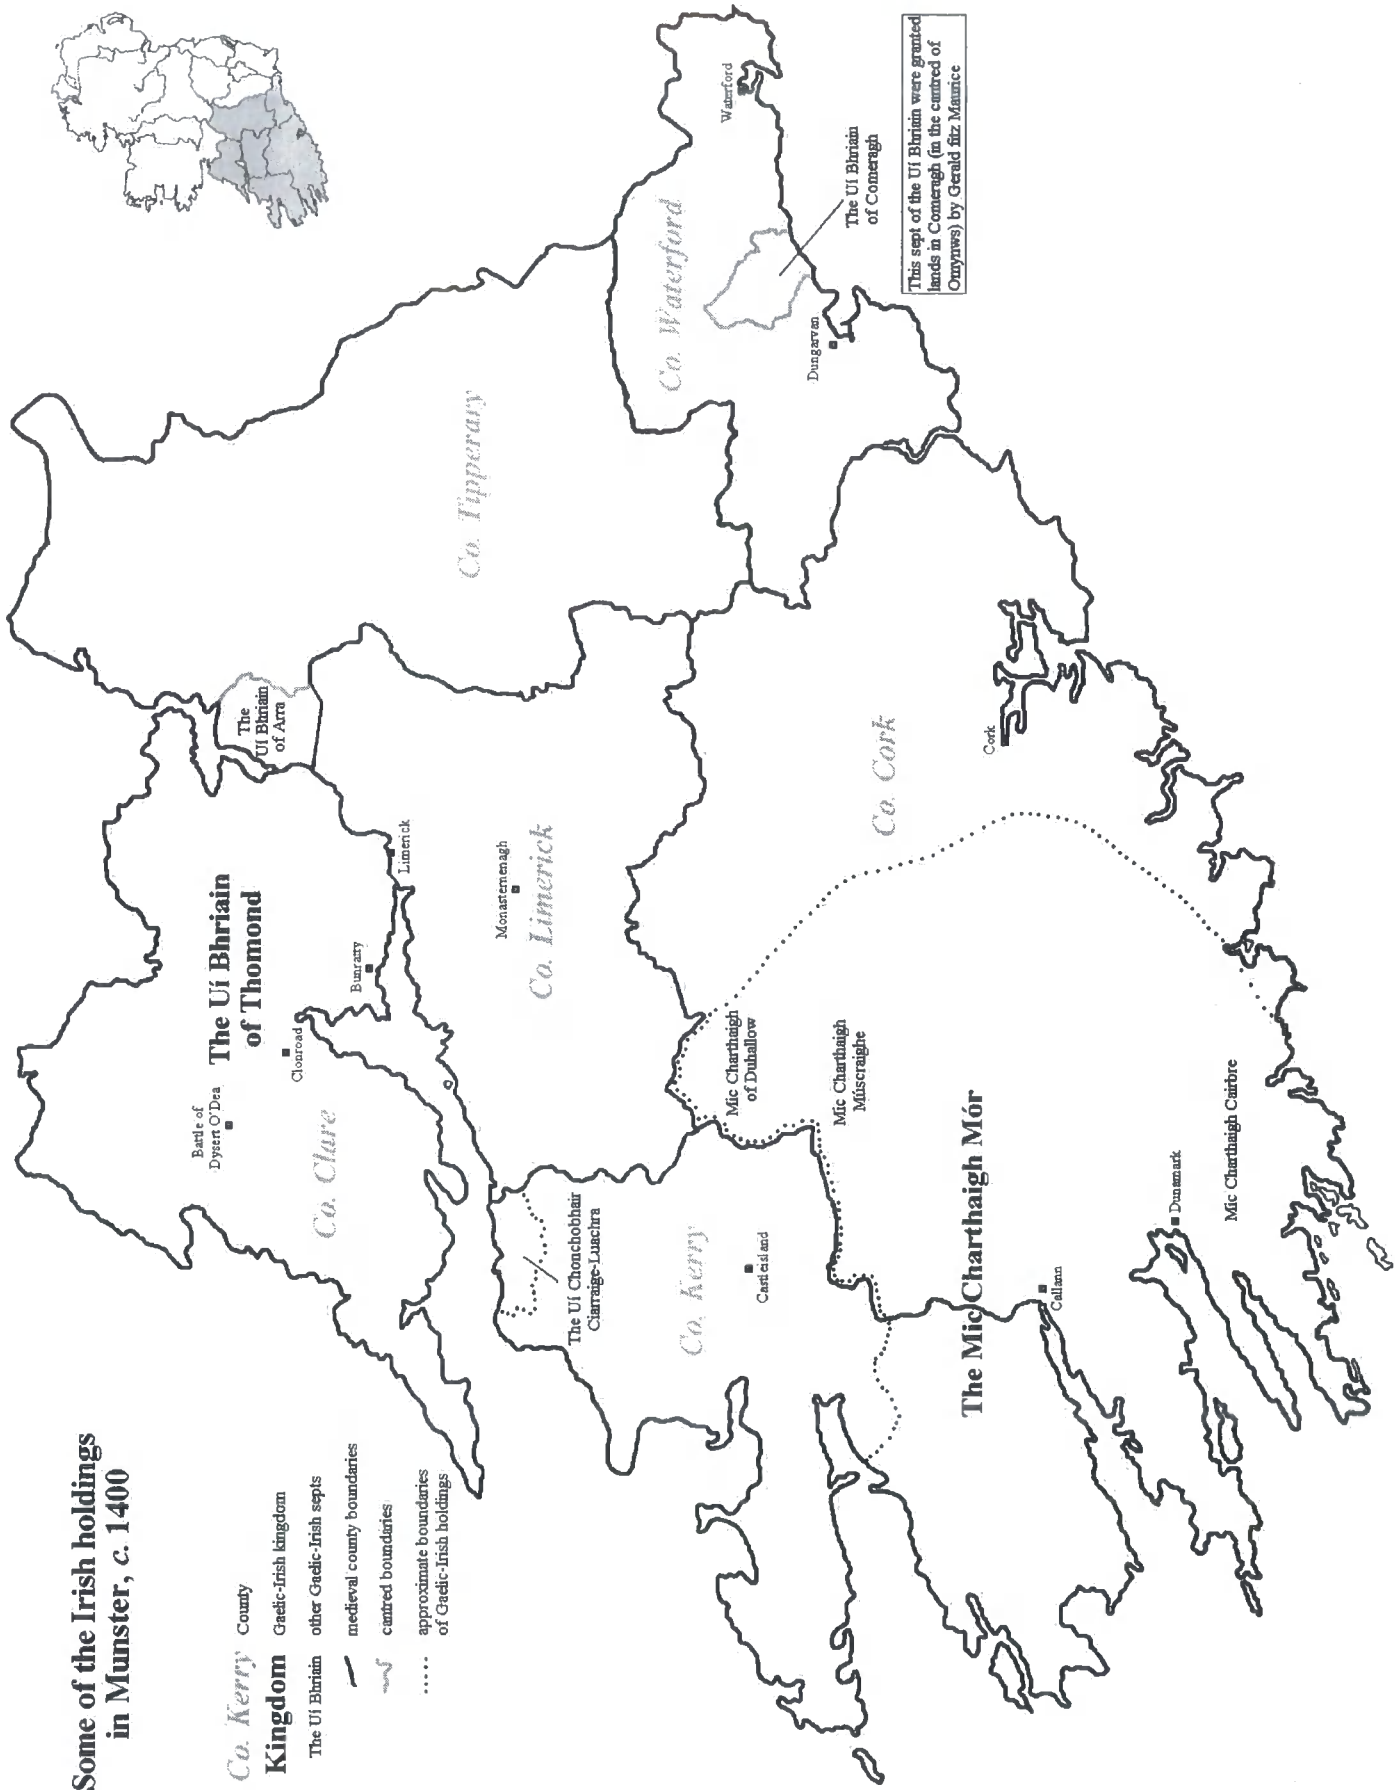 Some of the Irish holdings
in Munster, c. 1400
Co. Kerry County
Kingdom Gaelic-Irish kingdom
The Uí Bhriain other Gaelic-Irish septs
medieval county boundaries
cantred boundaries
approximate boundaries
of Gaelic-Irish holdings
Battle of
Dysert O'Dea
The Uí Bhriain
of Thomond
Clonroad
Bunratty
Co. Clare
Limerick
The
Uí Bhriain
of Arra
Monasternenagh
Co. Limerick
Co. Tipperary
Co. Waterford
Waterford
Dungarvan
The Uí Bhriain
of Comeragh
This sept of the Uí Bhriain were granted
lands in Comeragh (in the cantred of
Omynws) by Gerald fitz Maurice
The Uí Chonchobhair
Ciarraige-Luachra
Co. Kerry
Castleisland
Mic Charthaigh
of Duhallow
Mic Charthaigh
Múscraighe
Co. Cork
Cork
The Mic Charthaigh Mór
Callann
Dunamark
Mic Charthaigh Cairbre